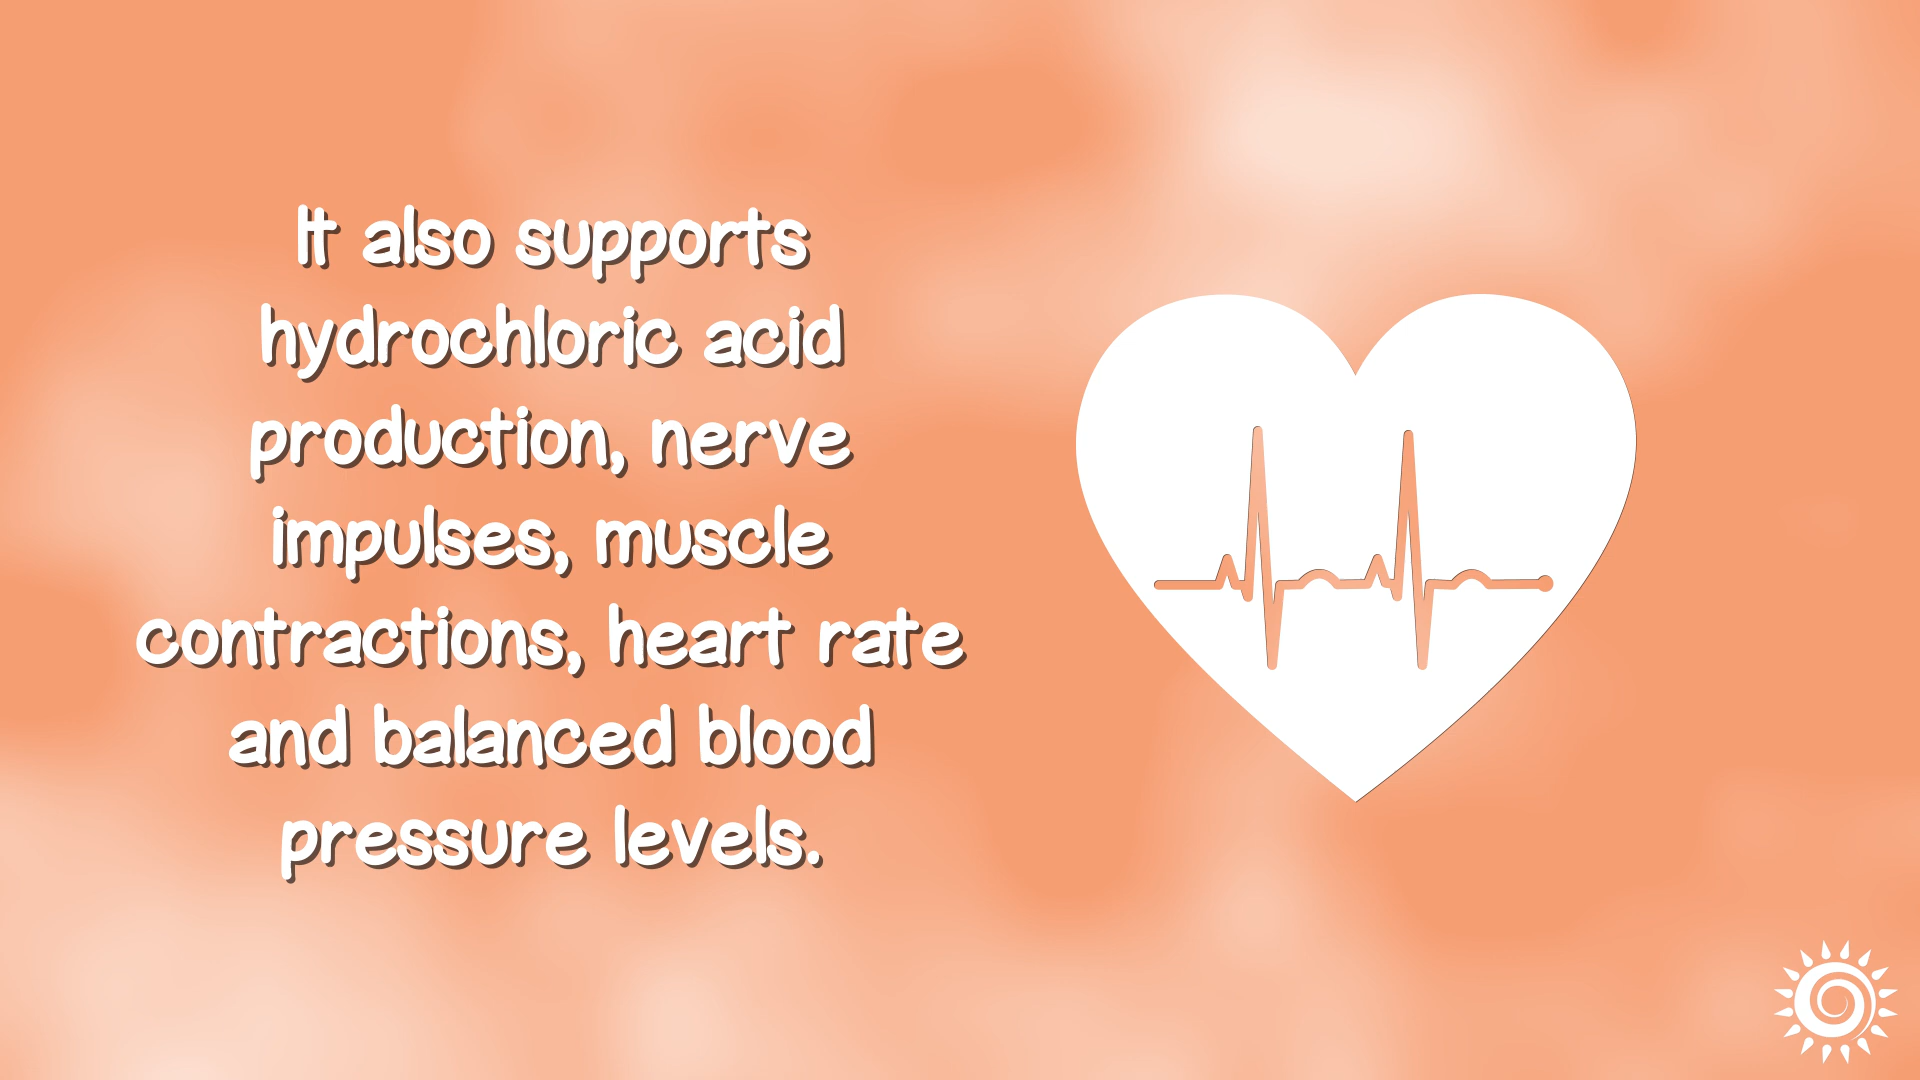 It also supports
hydrochloric acid
production, nerve
impulses, muscle
contractions, heart rate
and balanced blood
pressure levels.